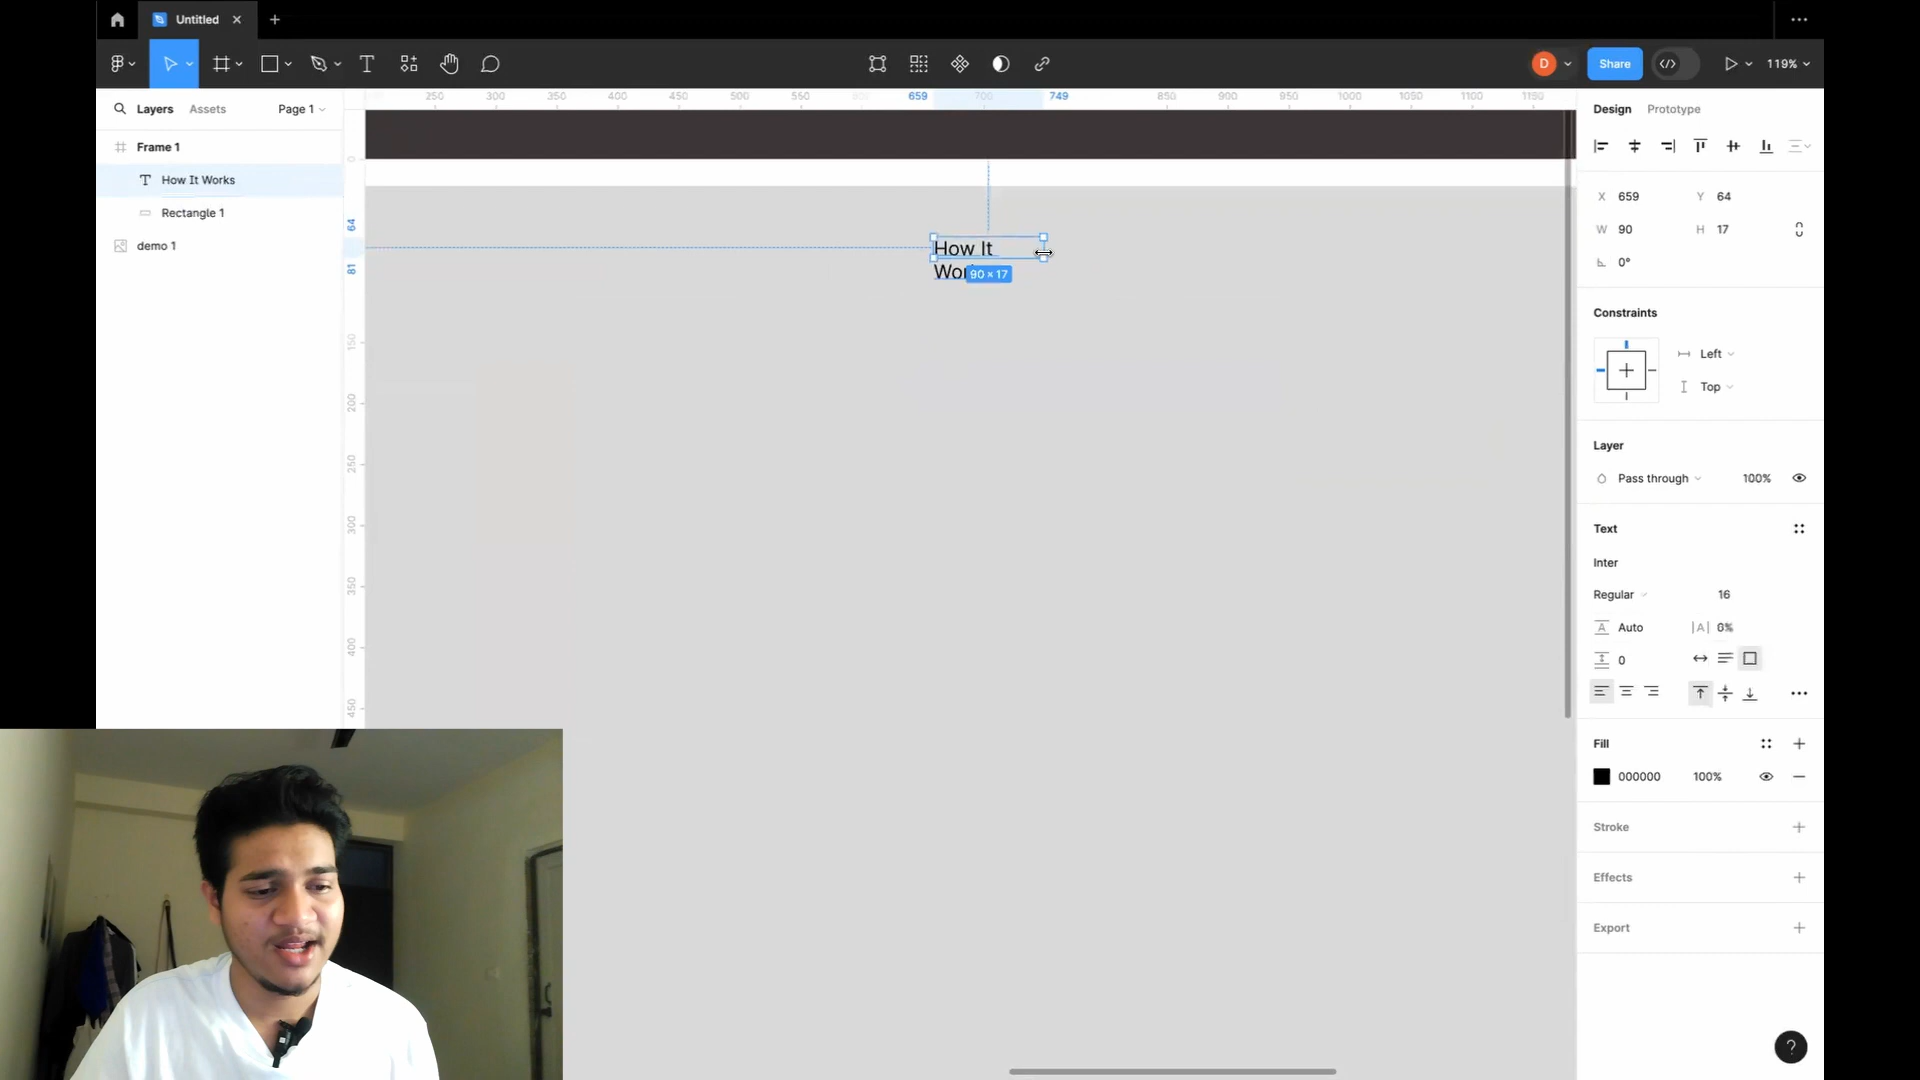 Untitled
Share
119%
Layers
Assets
Page 1
250
300
350
400
450
500
550
600
659
700
749
850
900
950
1000
1050
1100
1150
Design
Prototype
Frame 1
How It Works
Rectangle 1
demo 1
0
64
81
150
200
250
300
350
400
450
How It
90 × 17
X 659
Y 64
W 90
H 17
0°
Constraints
Left
Top
Layer
Pass through
100%
Text
Inter
Regular
16
A Auto
|A| 0%
0
Fill
000000
100%
Stroke
Effects
Export
D
?